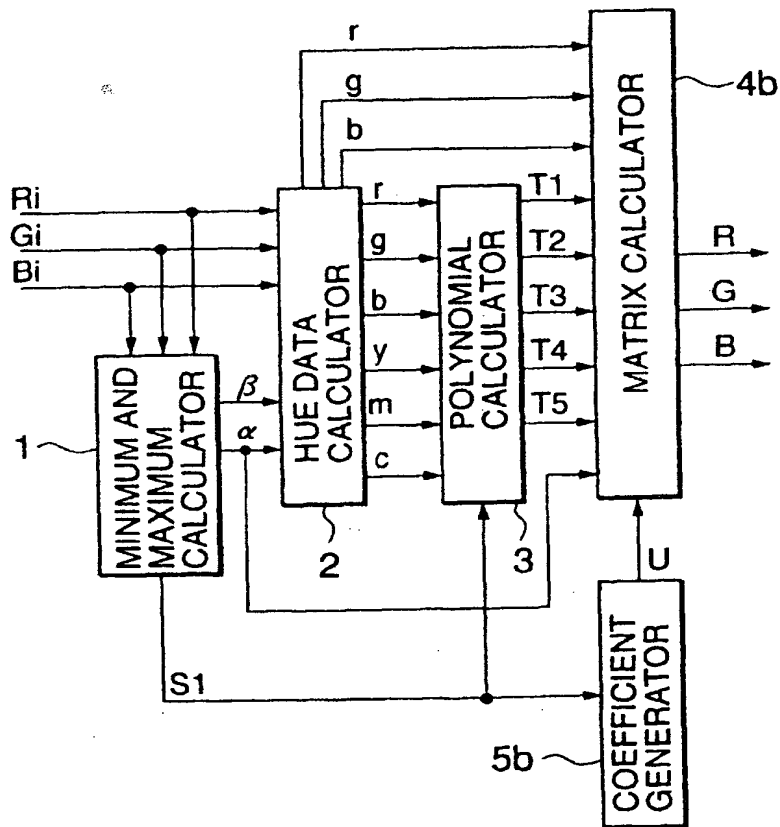 r
g
b
4b
MATRIX CALCULATOR
Ri
Gi
Bi
r
g
b
y
m
c
HUE DATA
CALCULATOR
2
POLYNOMIAL
CALCULATOR
3
T1
T2
T3
T4
T5
R
G
B
β
α
1
MINIMUM AND
MAXIMUM
CALCULATOR
S1
U
COEFFICIENT
GENERATOR
5b